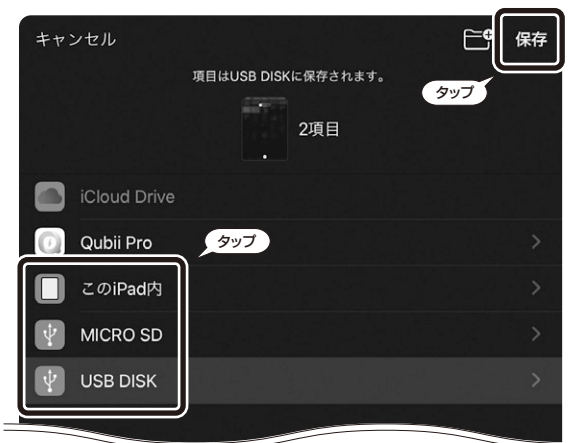 キャンセル
保存
項目はUSB DISKに保存されます。
タップ
2項目
iCloud Drive
Qubii Pro
タップ
このiPad内
MICRO SD
USB DISK